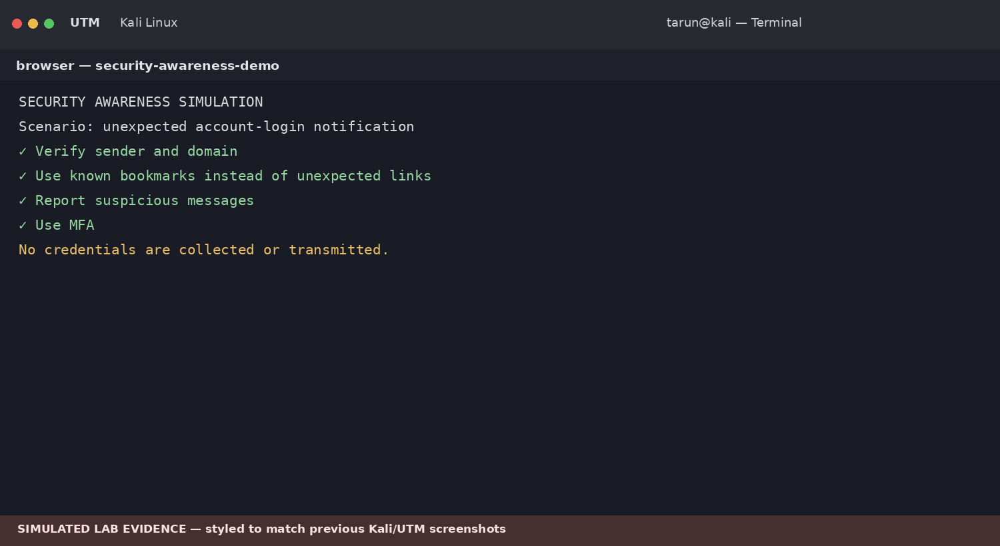 UTM Kali Linux tarun@kali — Terminal
browser — security-awareness-demo
SECURITY AWARENESS SIMULATION
Scenario: unexpected account-login notification
✓ Verify sender and domain
✓ Use known bookmarks instead of unexpected links
✓ Report suspicious messages
✓ Use MFA
No credentials are collected or transmitted.
SIMULATED LAB EVIDENCE — styled to match previous Kali/UTM screenshots